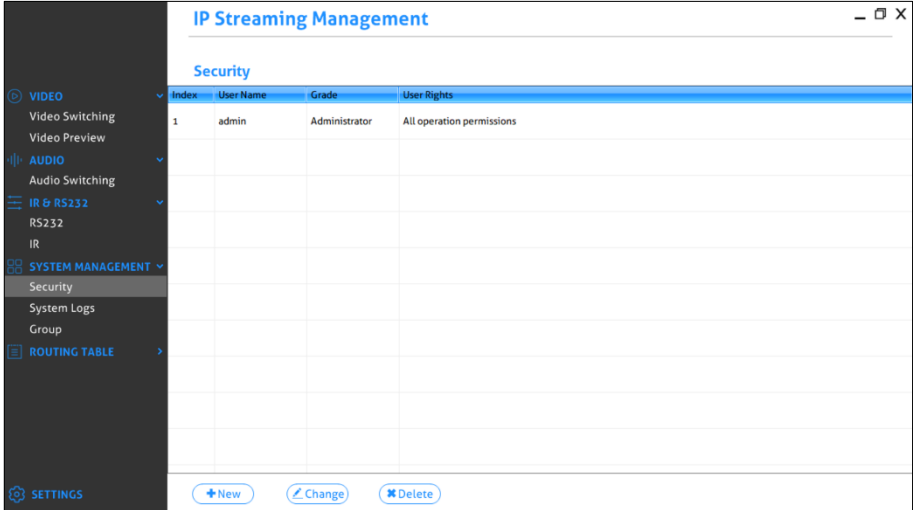 IP Streaming Management
Security
VIDEO
Video Switching
Video Preview
AUDIO
Audio Switching
IR & RS232
RS232
IR
SYSTEM MANAGEMENT
Security
System Logs
Group
ROUTING TABLE
SETTINGS
Index User Name Grade User Rights
1 admin Administrator All operation permissions
New Change Delete